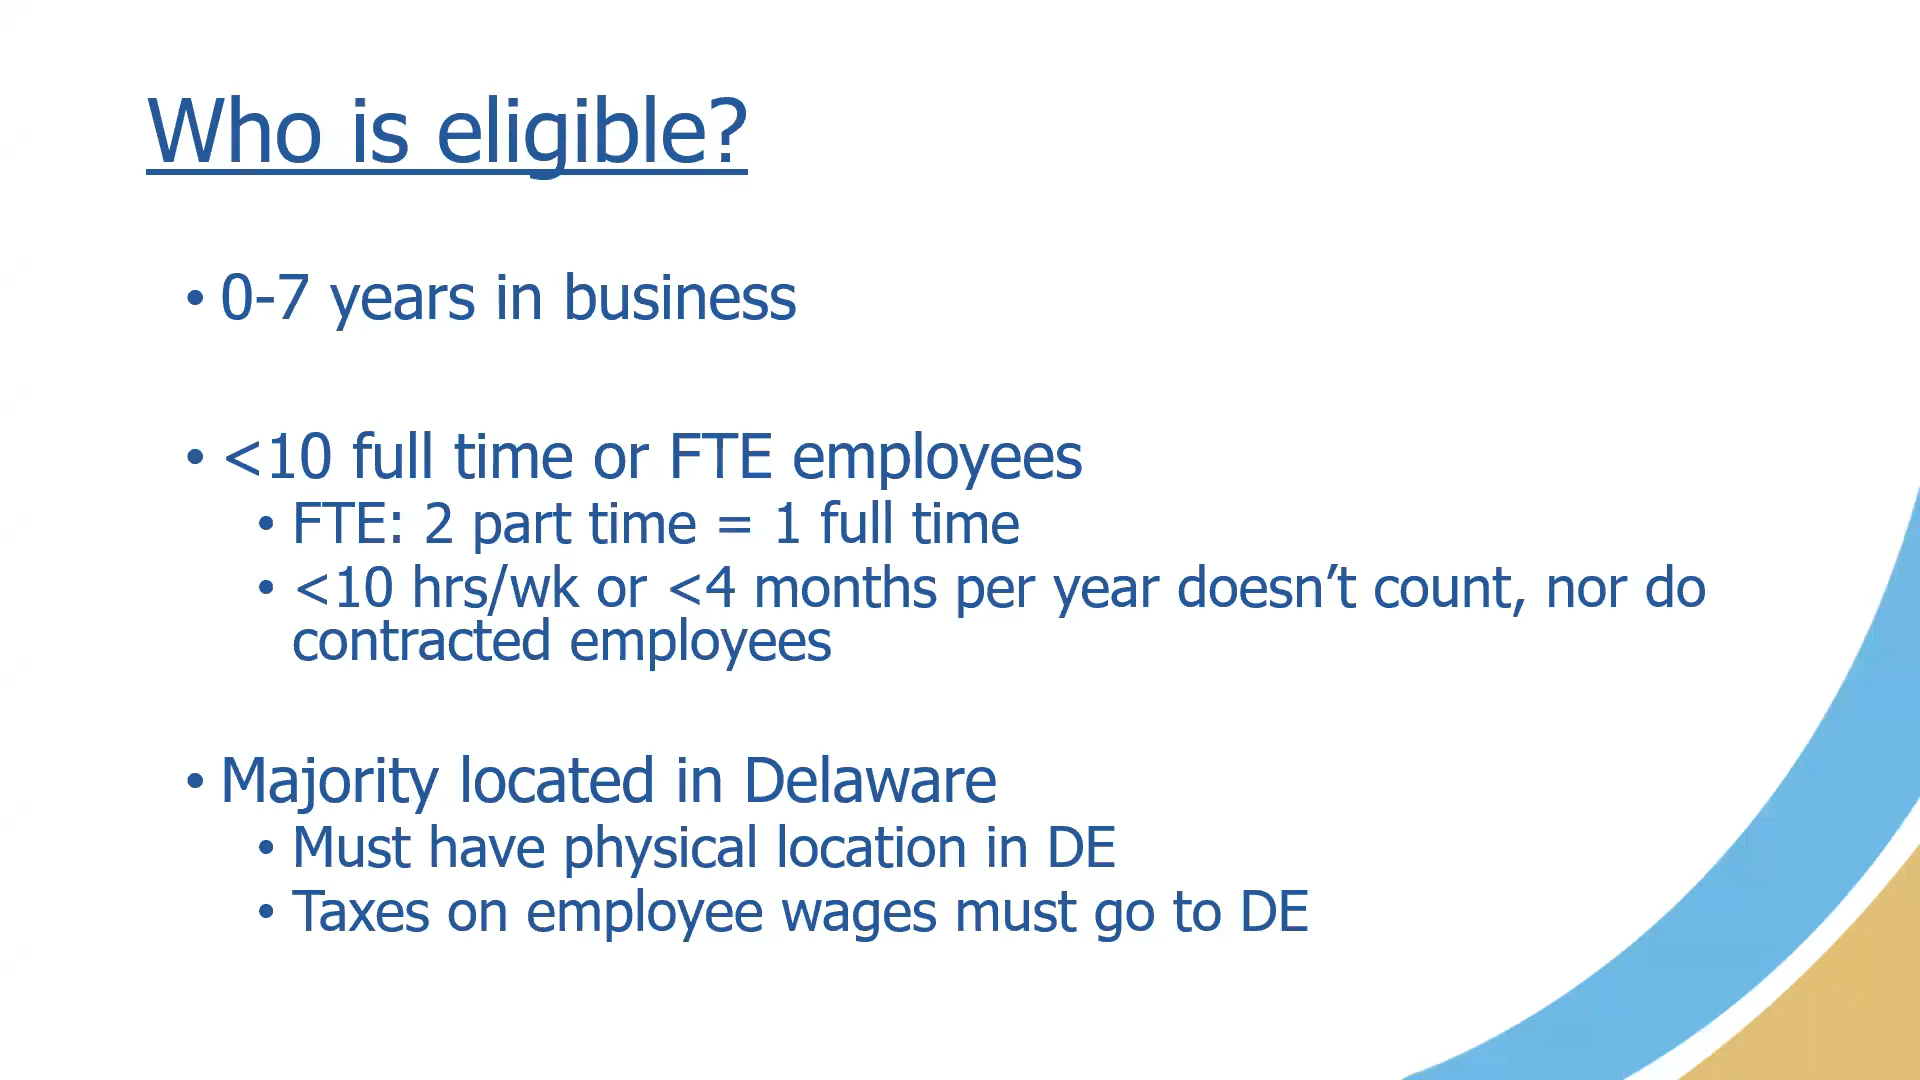 Who is eligible?
• 0-7 years in business
• <10 full time or FTE employees
• FTE: 2 part time = 1 full time
• <10 hrs/wk or <4 months per year doesn’t count, nor do
contracted employees
• Majority located in Delaware
• Must have physical location in DE
• Taxes on employee wages must go to DE